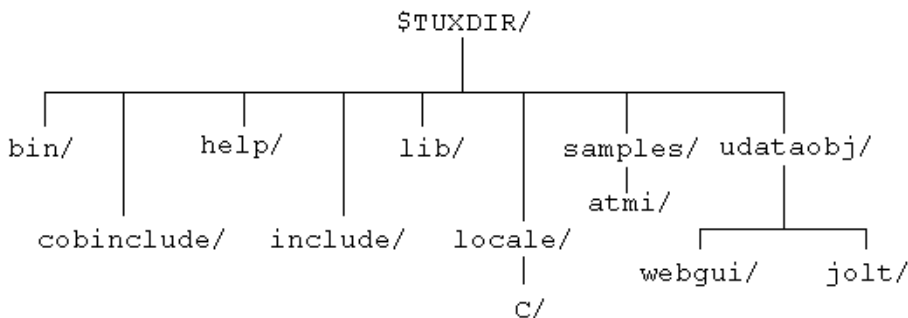 $TUXDIR/
bin/ help/ lib/ samples/ udataobj/
atmi/
cobinclude/ include/ locale/
webgui/ jolt/
C/